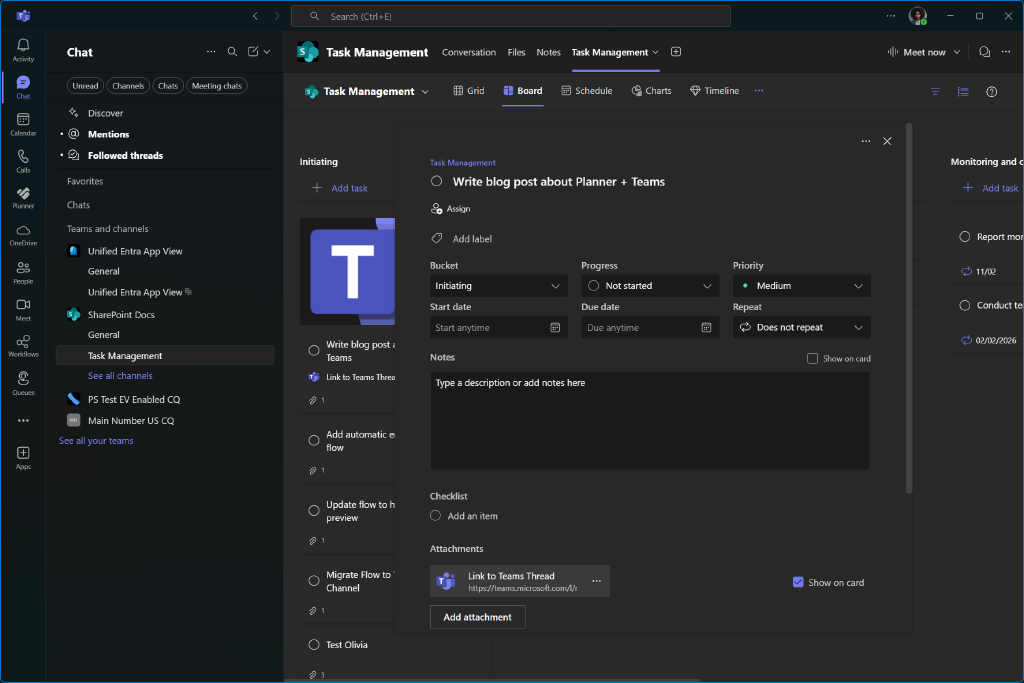 Search (Ctrl+E)
Activity
Chat
Calendar
Calls
Planner
OneDrive
People
Meet
Workflows
Queues
Apps
Chat
Unread
Channels
Chats
Meeting chats
Discover
Mentions
Followed threads
Favorites
Chats
Teams and channels
Unified Entra App View
General
Unified Entra App View
SharePoint Docs
General
Task Management
See all channels
PS Test EV Enabled CQ
Main Number US CQ
See all your teams
Task Management
Conversation
Files
Notes
Task Management
Meet now
Task Management
Grid
Board
Schedule
Charts
Timeline
Initiating
Add task
T
Write blog post a
Teams
Link to Teams Threa
1
Add automatic e
flow
1
Update flow to h
preview
1
Migrate Flow to
Channel
1
Test Olivia
3
Task Management
Write blog post about Planner + Teams
Assign
Add label
Bucket
Progress
Priority
Initiating
Not started
Medium
Start date
Due date
Repeat
Start anytime
Due anytime
Does not repeat
Notes
Show on card
Type a description or add notes here
Checklist
Add an item
Attachments
Link to Teams Thread
https://teams.microsoft.com/l/
Show on card
Add attachment
Monitoring and c
Add task
Report mor
11/02
Conduct te
02/02/2026